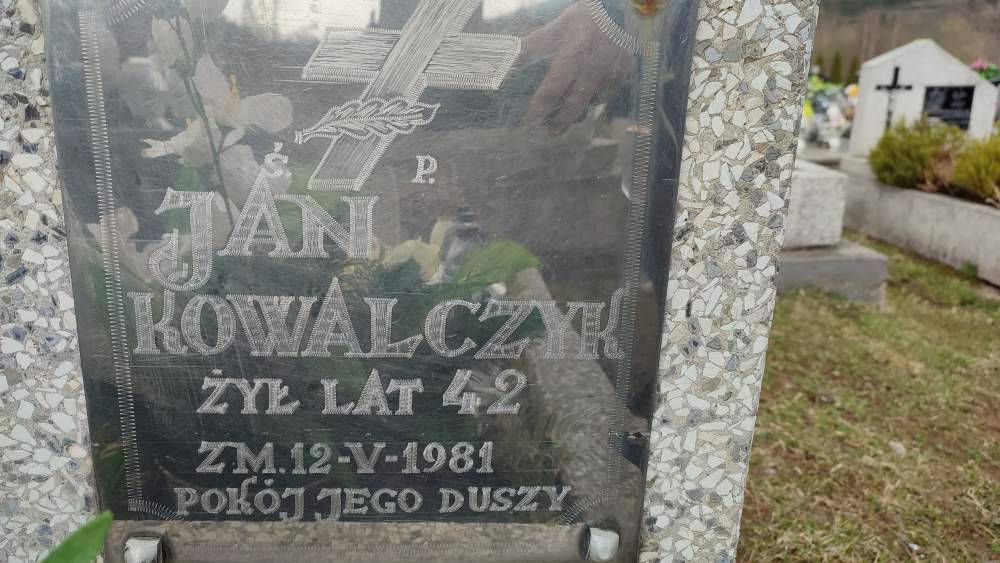 Ś. P.
JAN
KOWALCZYK
ŻYŁ LAT 42
ZM. 12-V-1981
POKÓJ JEGO DUSZY